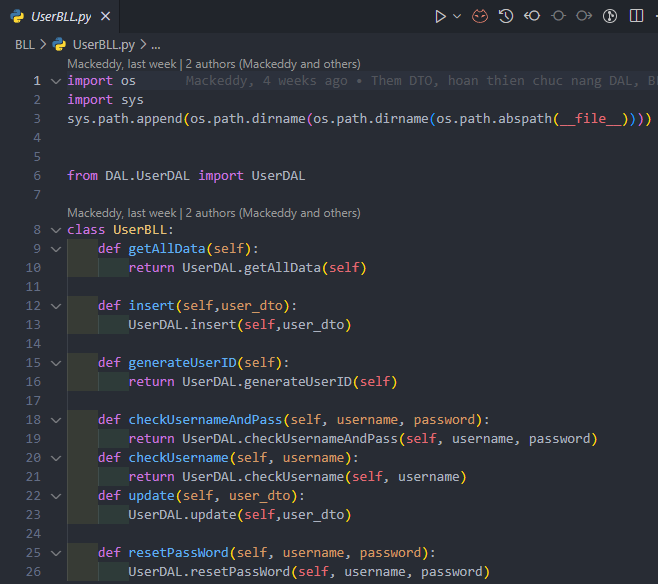 UserBLL.py
BLL > UserBLL.py > ...
Mackeddy, last week | 2 authors (Mackeddy and others)
1 import os Mackeddy, 4 weeks ago • Them DTO, hoan thien chuc nang DAL,
2 import sys
3 sys.path.append(os.path.dirname(os.path.dirname(os.path.abspath(__file__))))
4
5
6 from DAL.UserDAL import UserDAL
7
Mackeddy, last week | 2 authors (Mackeddy and others)
8 class UserBLL:
9 def getAllData(self):
10 return UserDAL.getAllData(self)
11
12 def insert(self,user_dto):
13 UserDAL.insert(self,user_dto)
14
15 def generateUserID(self):
16 return UserDAL.generateUserID(self)
17
18 def checkUsernameAndPass(self, username, password):
19 return UserDAL.checkUsernameAndPass(self, username, password)
20 def checkUsername(self, username):
21 return UserDAL.checkUsername(self, username)
22 def update(self, user_dto):
23 UserDAL.update(self,user_dto)
24
25 def resetPassWord(self, username, password):
26 UserDAL.resetPassWord(self, username, password)